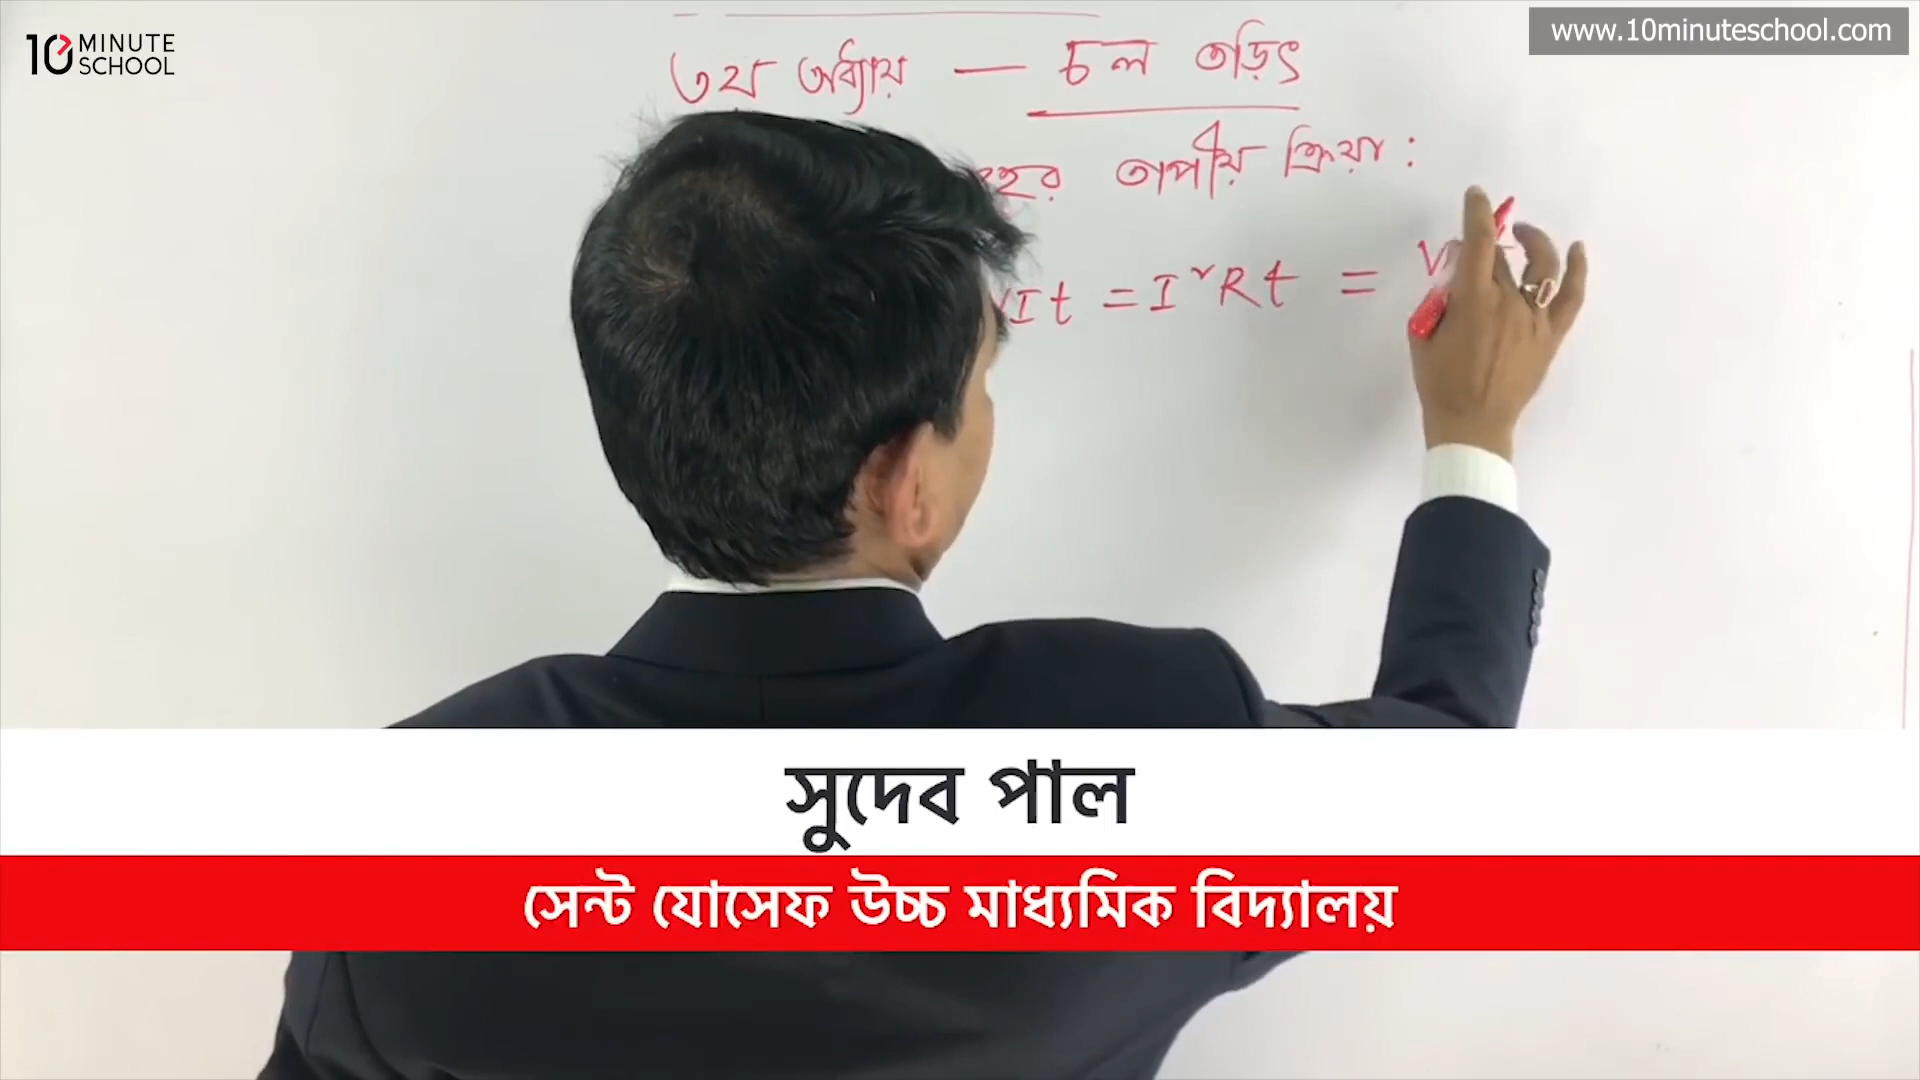 10 MINUTE SCHOOL
www.10minuteschool.com
৩য় অধ্যায় — চল তড়িৎ
তাপীয় ক্রিয়া :
It = I²Rt = V
সুদেব পাল
সেন্ট যোসেফ উচ্চ মাধ্যমিক বিদ্যালয়